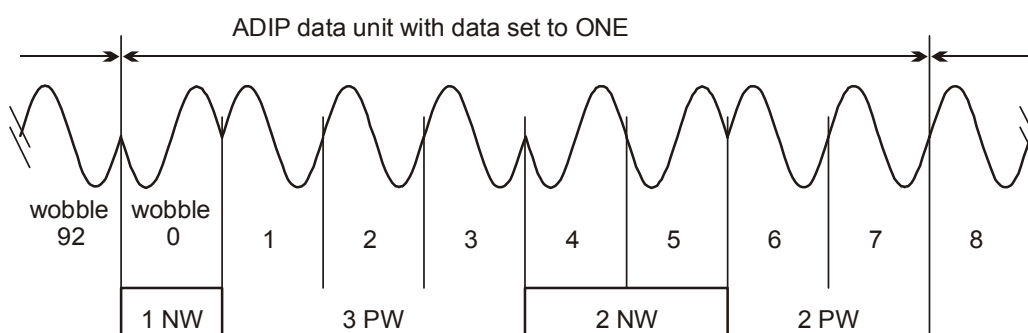 ADIP data unit with data set to ONE
wobble 92
wobble 0
1
2
3
4
5
6
7
8
1 NW
3 PW
2 NW
2 PW